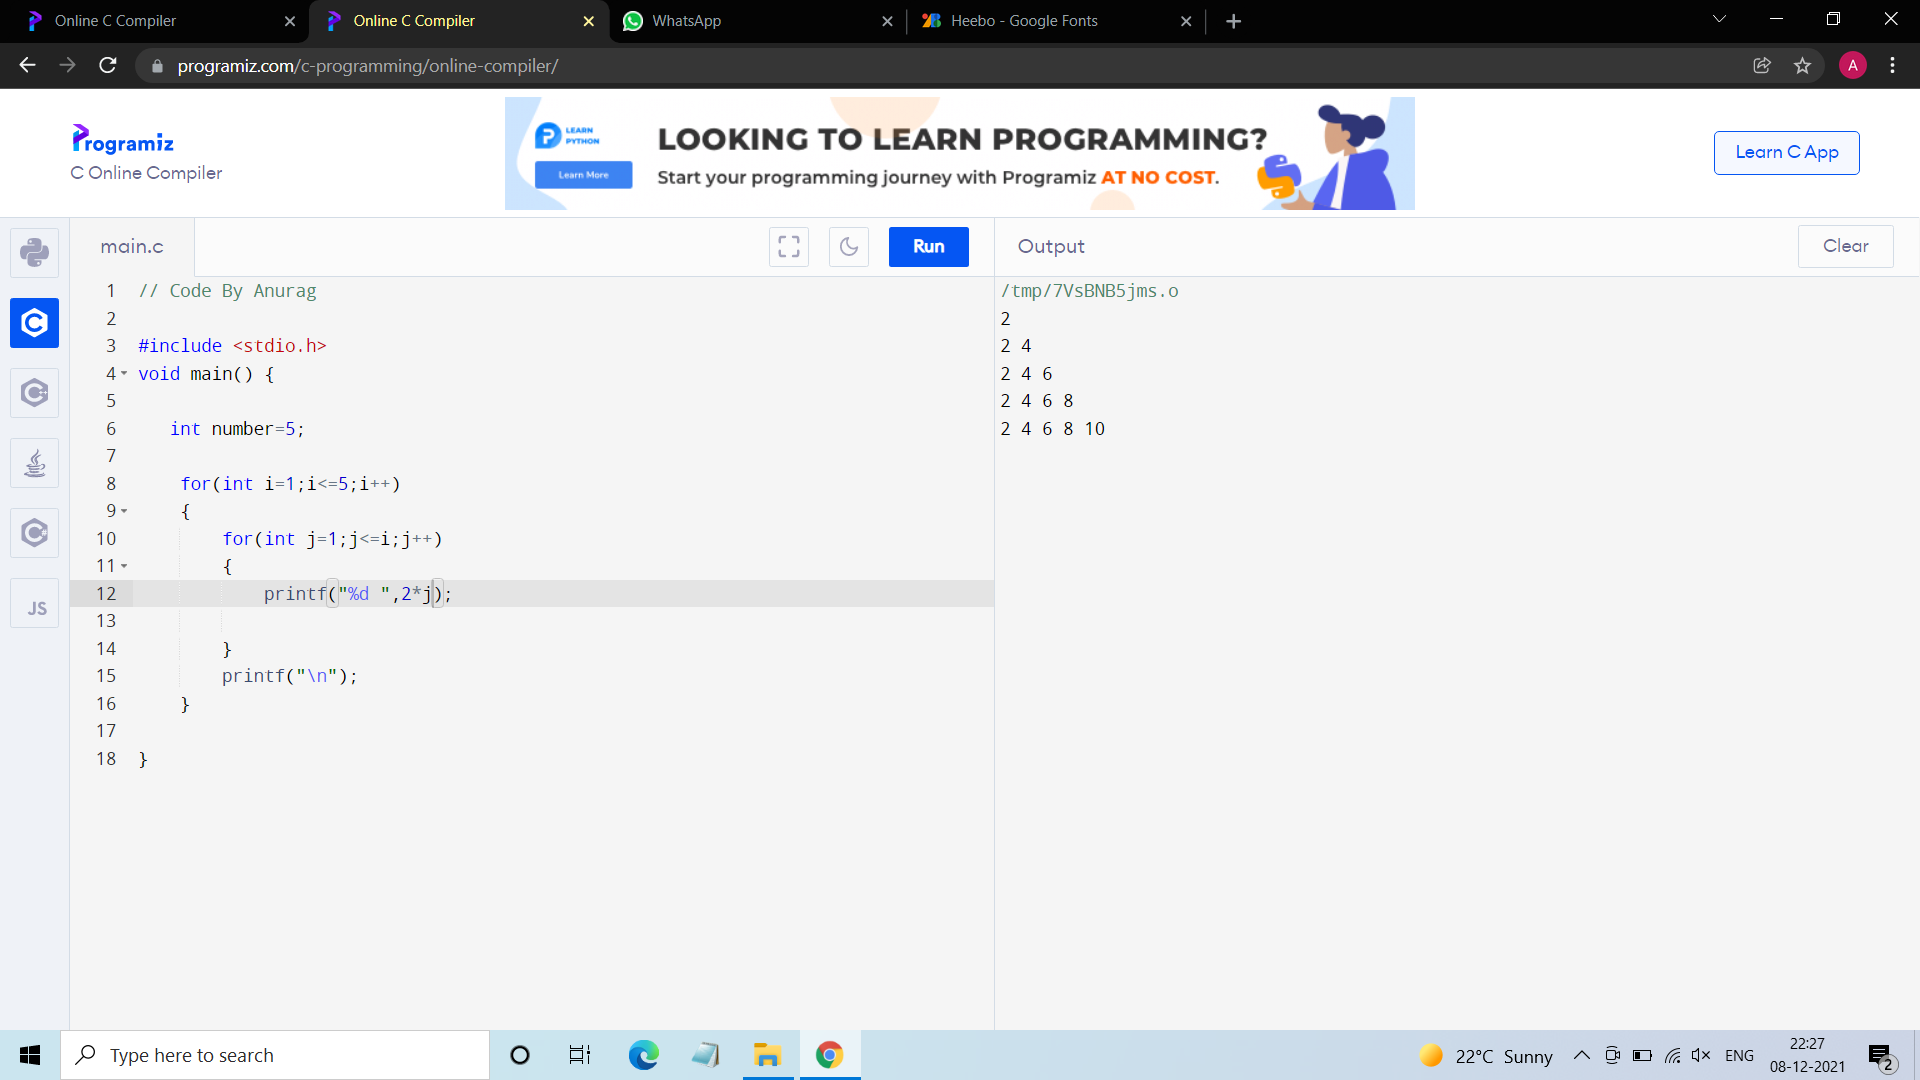 Online C Compiler
Online C Compiler
WhatsApp
Heebo - Google Fonts
programiz.com/c-programming/online-compiler/
A
Programiz
C Online Compiler
LEARN
PYTHON
Learn More
LOOKING TO LEARN PROGRAMMING?
Start your programming journey with Programiz AT NO COST.
Learn C App
main.c
Run
Output
Clear
JS
1 // Code By Anurag
2
3 #include <stdio.h>
4 void main() {
5
6 int number=5;
7
8 for(int i=1;i<=5;i++)
9 {
10 for(int j=1;j<=i;j++)
11 {
12 printf("%d ",2*j);
13
14 }
15 printf("\n");
16 }
17
18 }
/tmp/7VsBNB5jms.o
2
2 4
2 4 6
2 4 6 8
2 4 6 8 10
Type here to search
22°C Sunny
ENG
22:27
08-12-2021
2